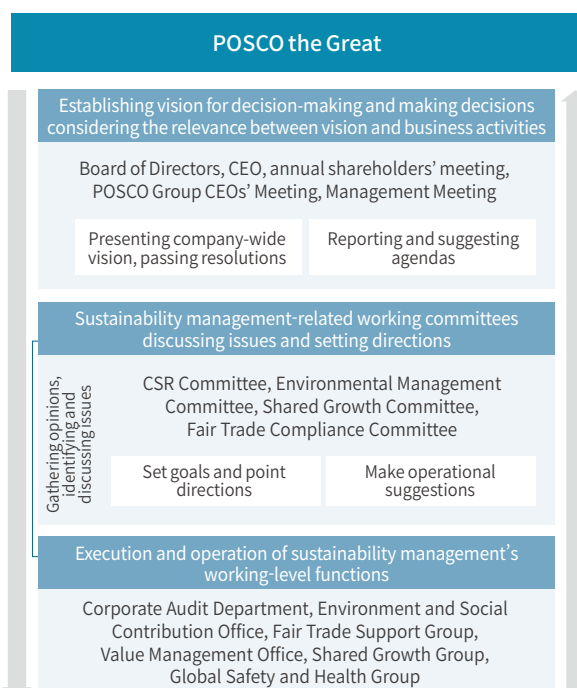 POSCO the Great
Establishing vision for decision-making and making decisions
considering the relevance between vision and business activities
Board of Directors, CEO, annual shareholders’ meeting,
POSCO Group CEOs’ Meeting, Management Meeting
Presenting company-wide
vision, passing resolutions
Reporting and suggesting
agendas
Sustainability management-related working committees
discussing issues and setting directions
Gathering opinions,
identifying and
discussing issues
CSR Committee, Environmental Management
Committee, Shared Growth Committee,
Fair Trade Compliance Committee
Set goals and point
directions
Make operational
suggestions
Execution and operation of sustainability management’s
working-level functions
Corporate Audit Department, Environment and Social
Contribution Office, Fair Trade Support Group,
Value Management Office, Shared Growth Group,
Global Safety and Health Group